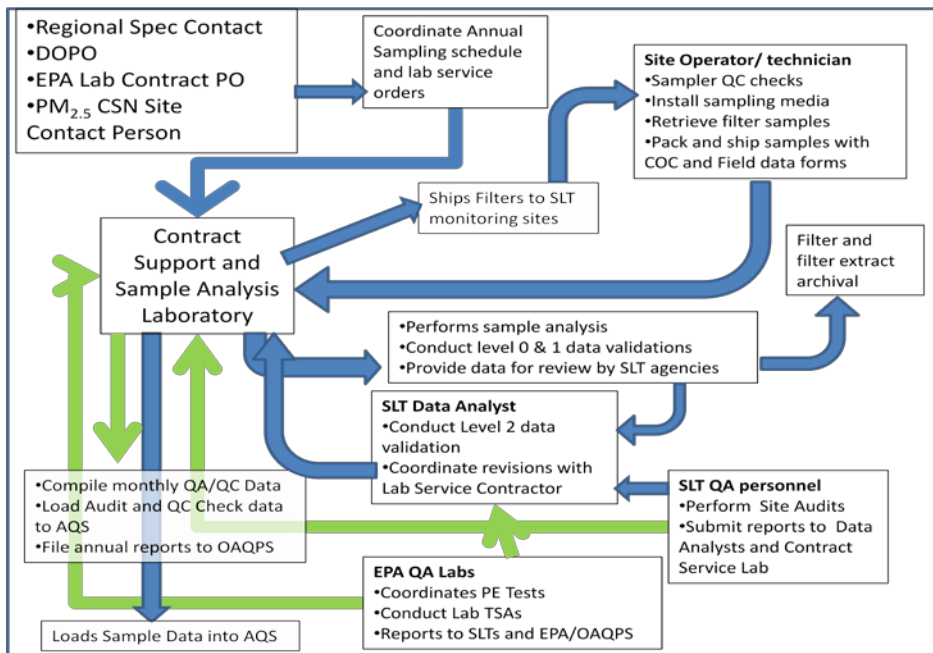 •Regional Spec Contact
•DOPO
•EPA Lab Contract PO
•PM2.5 CSN Site
Contact Person
Coordinate Annual
Sampling schedule
and lab service
orders
Site Operator/ technician
•Sampler QC checks
•Install sampling media
•Retrieve filter samples
•Pack and ship samples with
COC and Field data forms
Ships Filters to SLT
monitoring sites
Contract
Support and
Sample Analysis
Laboratory
Filter and
filter extract
archival
•Performs sample analysis
•Conduct level 0 & 1 data validations
•Provide data for review by SLT agencies
SLT Data Analyst
•Conduct Level 2 data
validation
•Coordinate revisions with
Lab Service Contractor
•Compile monthly QA/QC Data
•Load Audit and QC Check data
to AQS
•File annual reports to OAQPS
SLT QA personnel
•Perform Site Audits
•Submit reports to Data
Analysts and Contract
Service Lab
EPA QA Labs
•Coordinates PE Tests
•Conduct Lab TSAs
•Reports to SLTs and EPA/OAQPS
Loads Sample Data into AQS